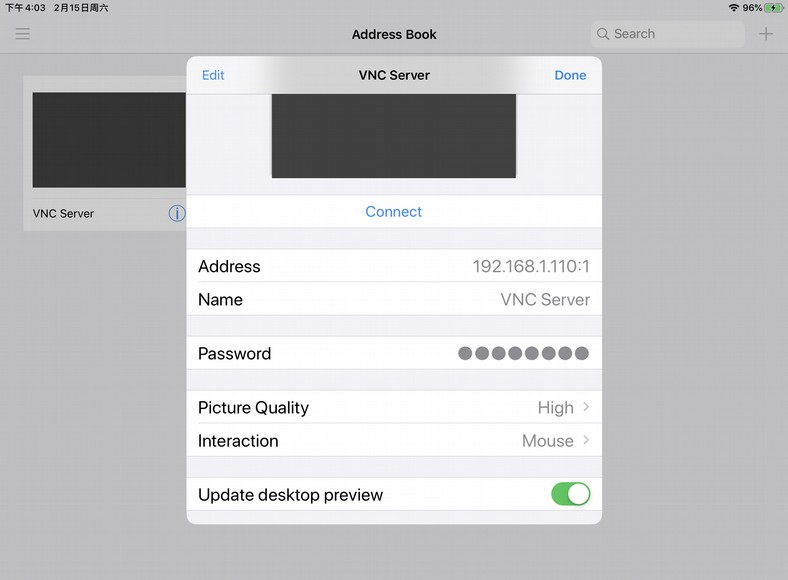 下午4:03 2月15日周六 96%
Address Book
Search
Edit VNC Server Done
VNC Server
Connect
Address 192.168.1.110:1
Name VNC Server
Password
Picture Quality High
Interaction Mouse
Update desktop preview